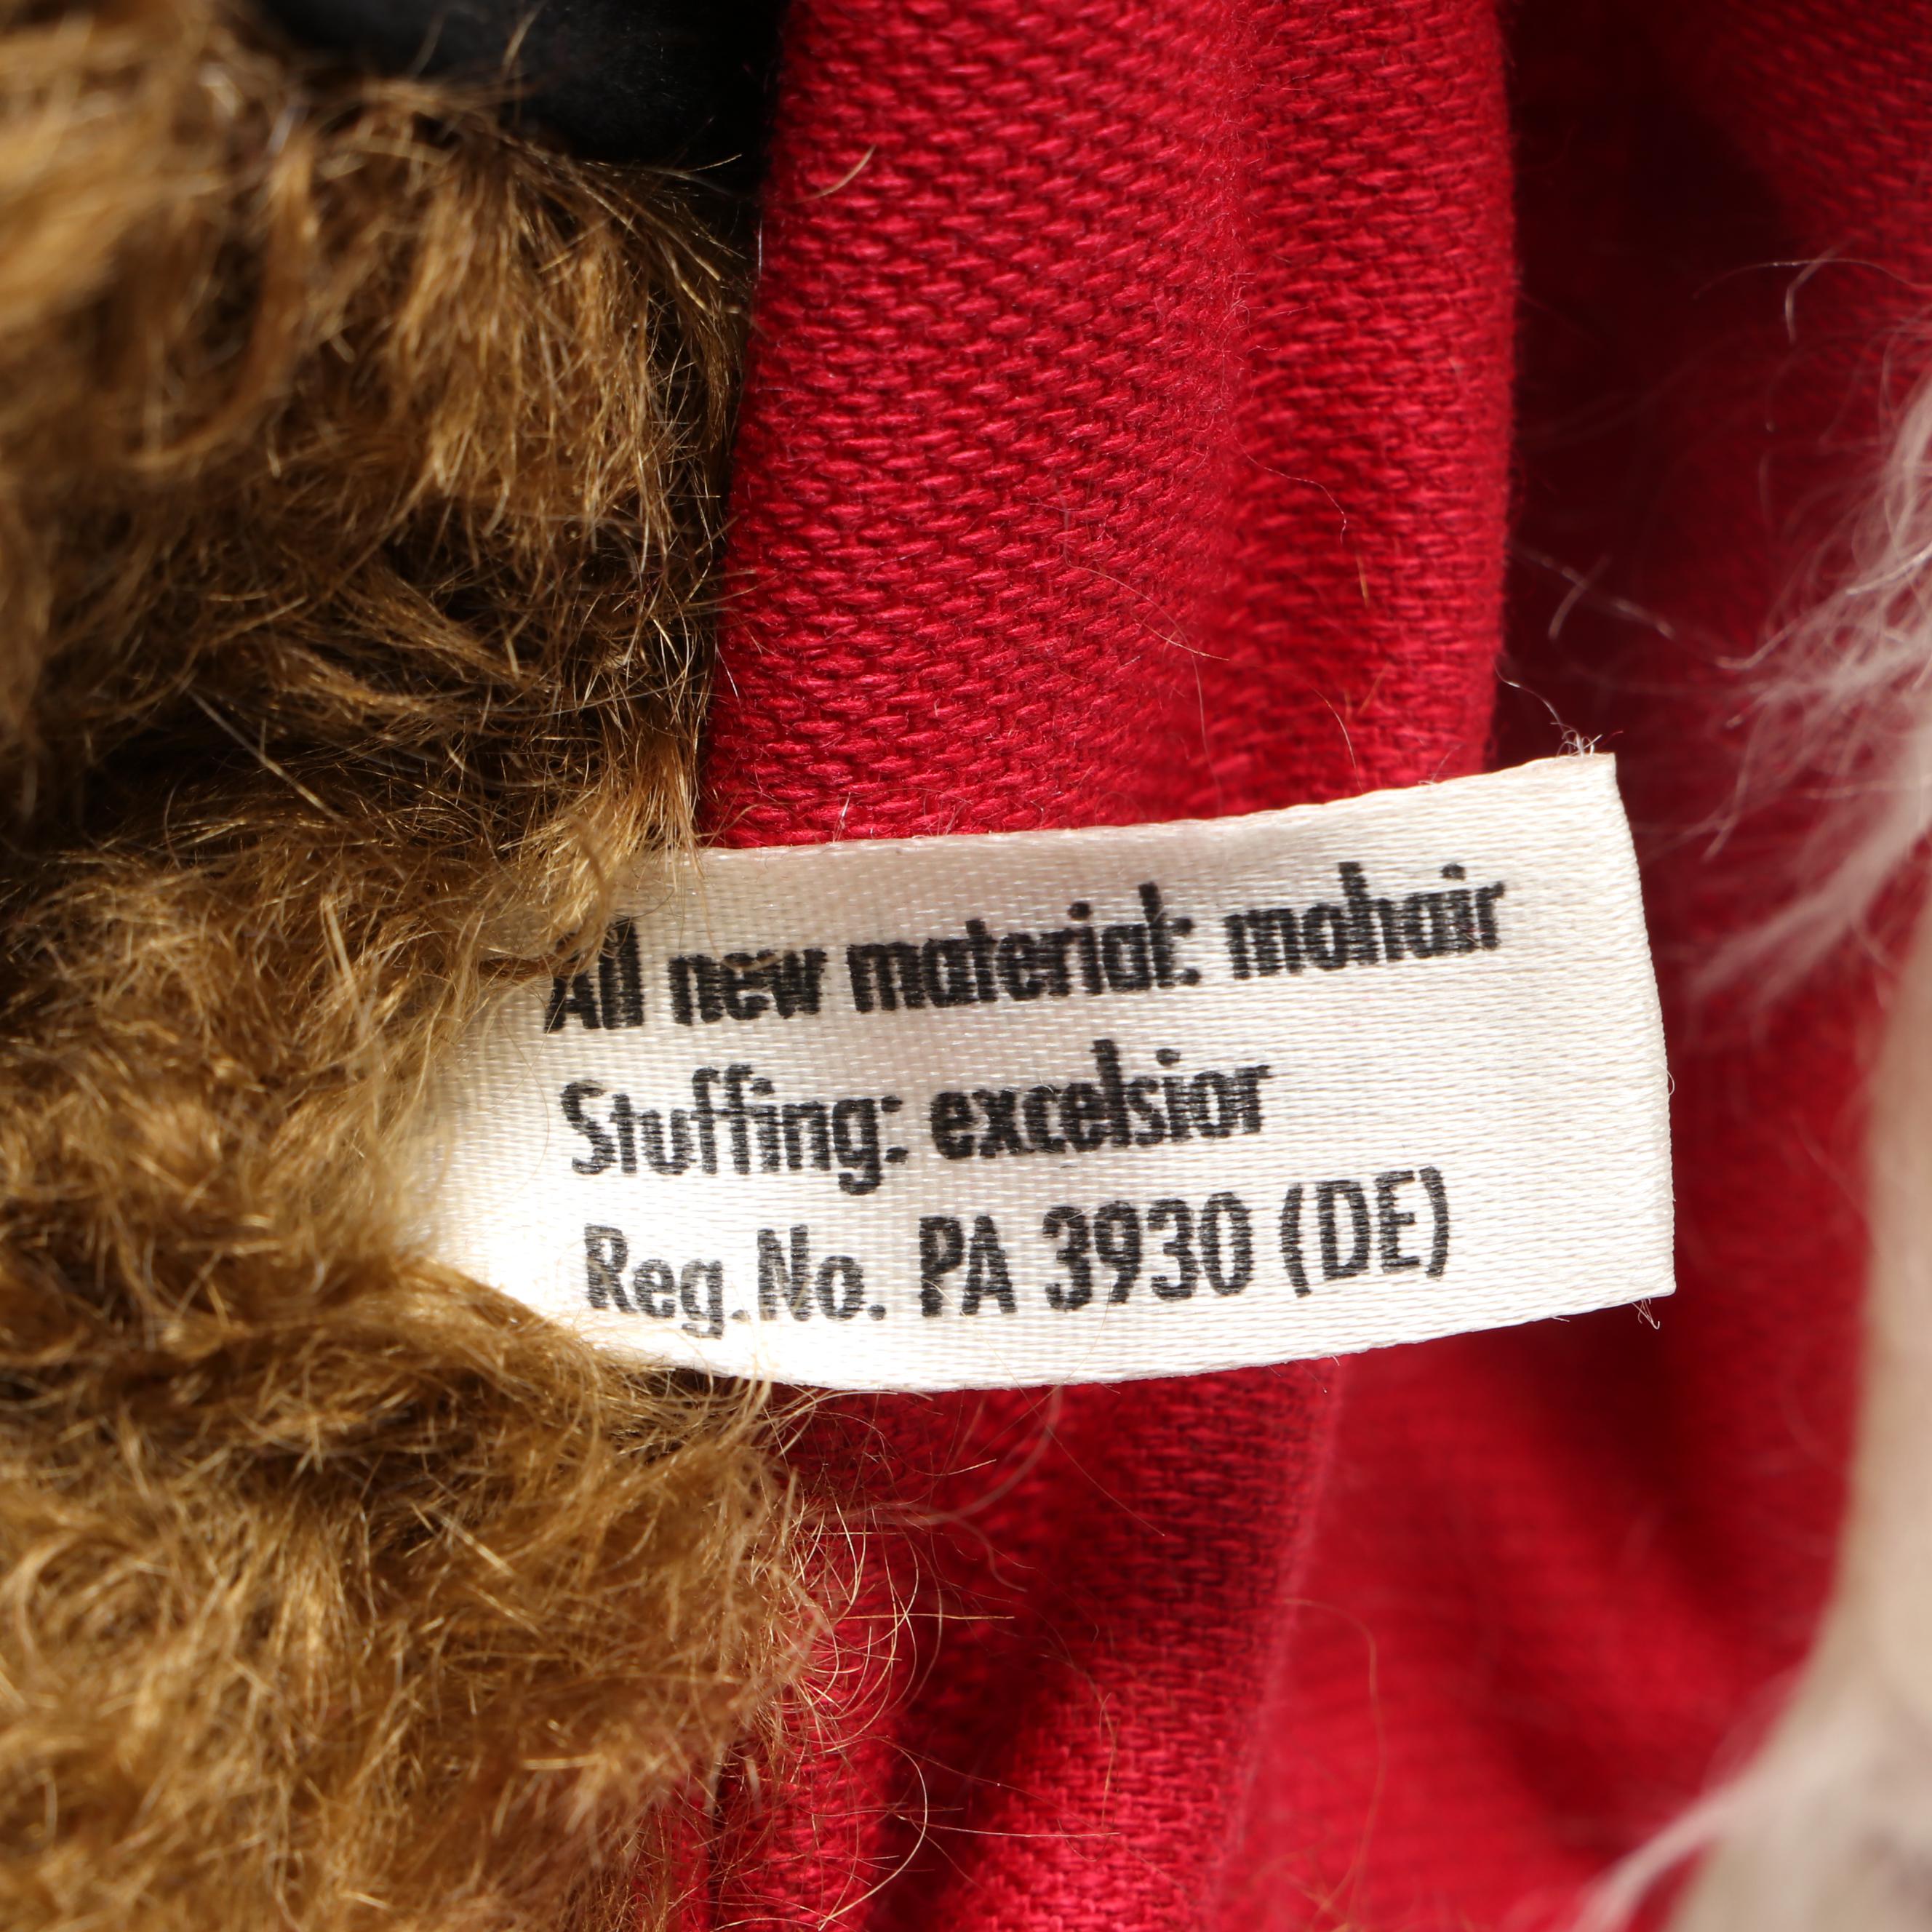 All new material: mohair
Stuffing: excelsior
Reg.No. PA 3930 (DE)